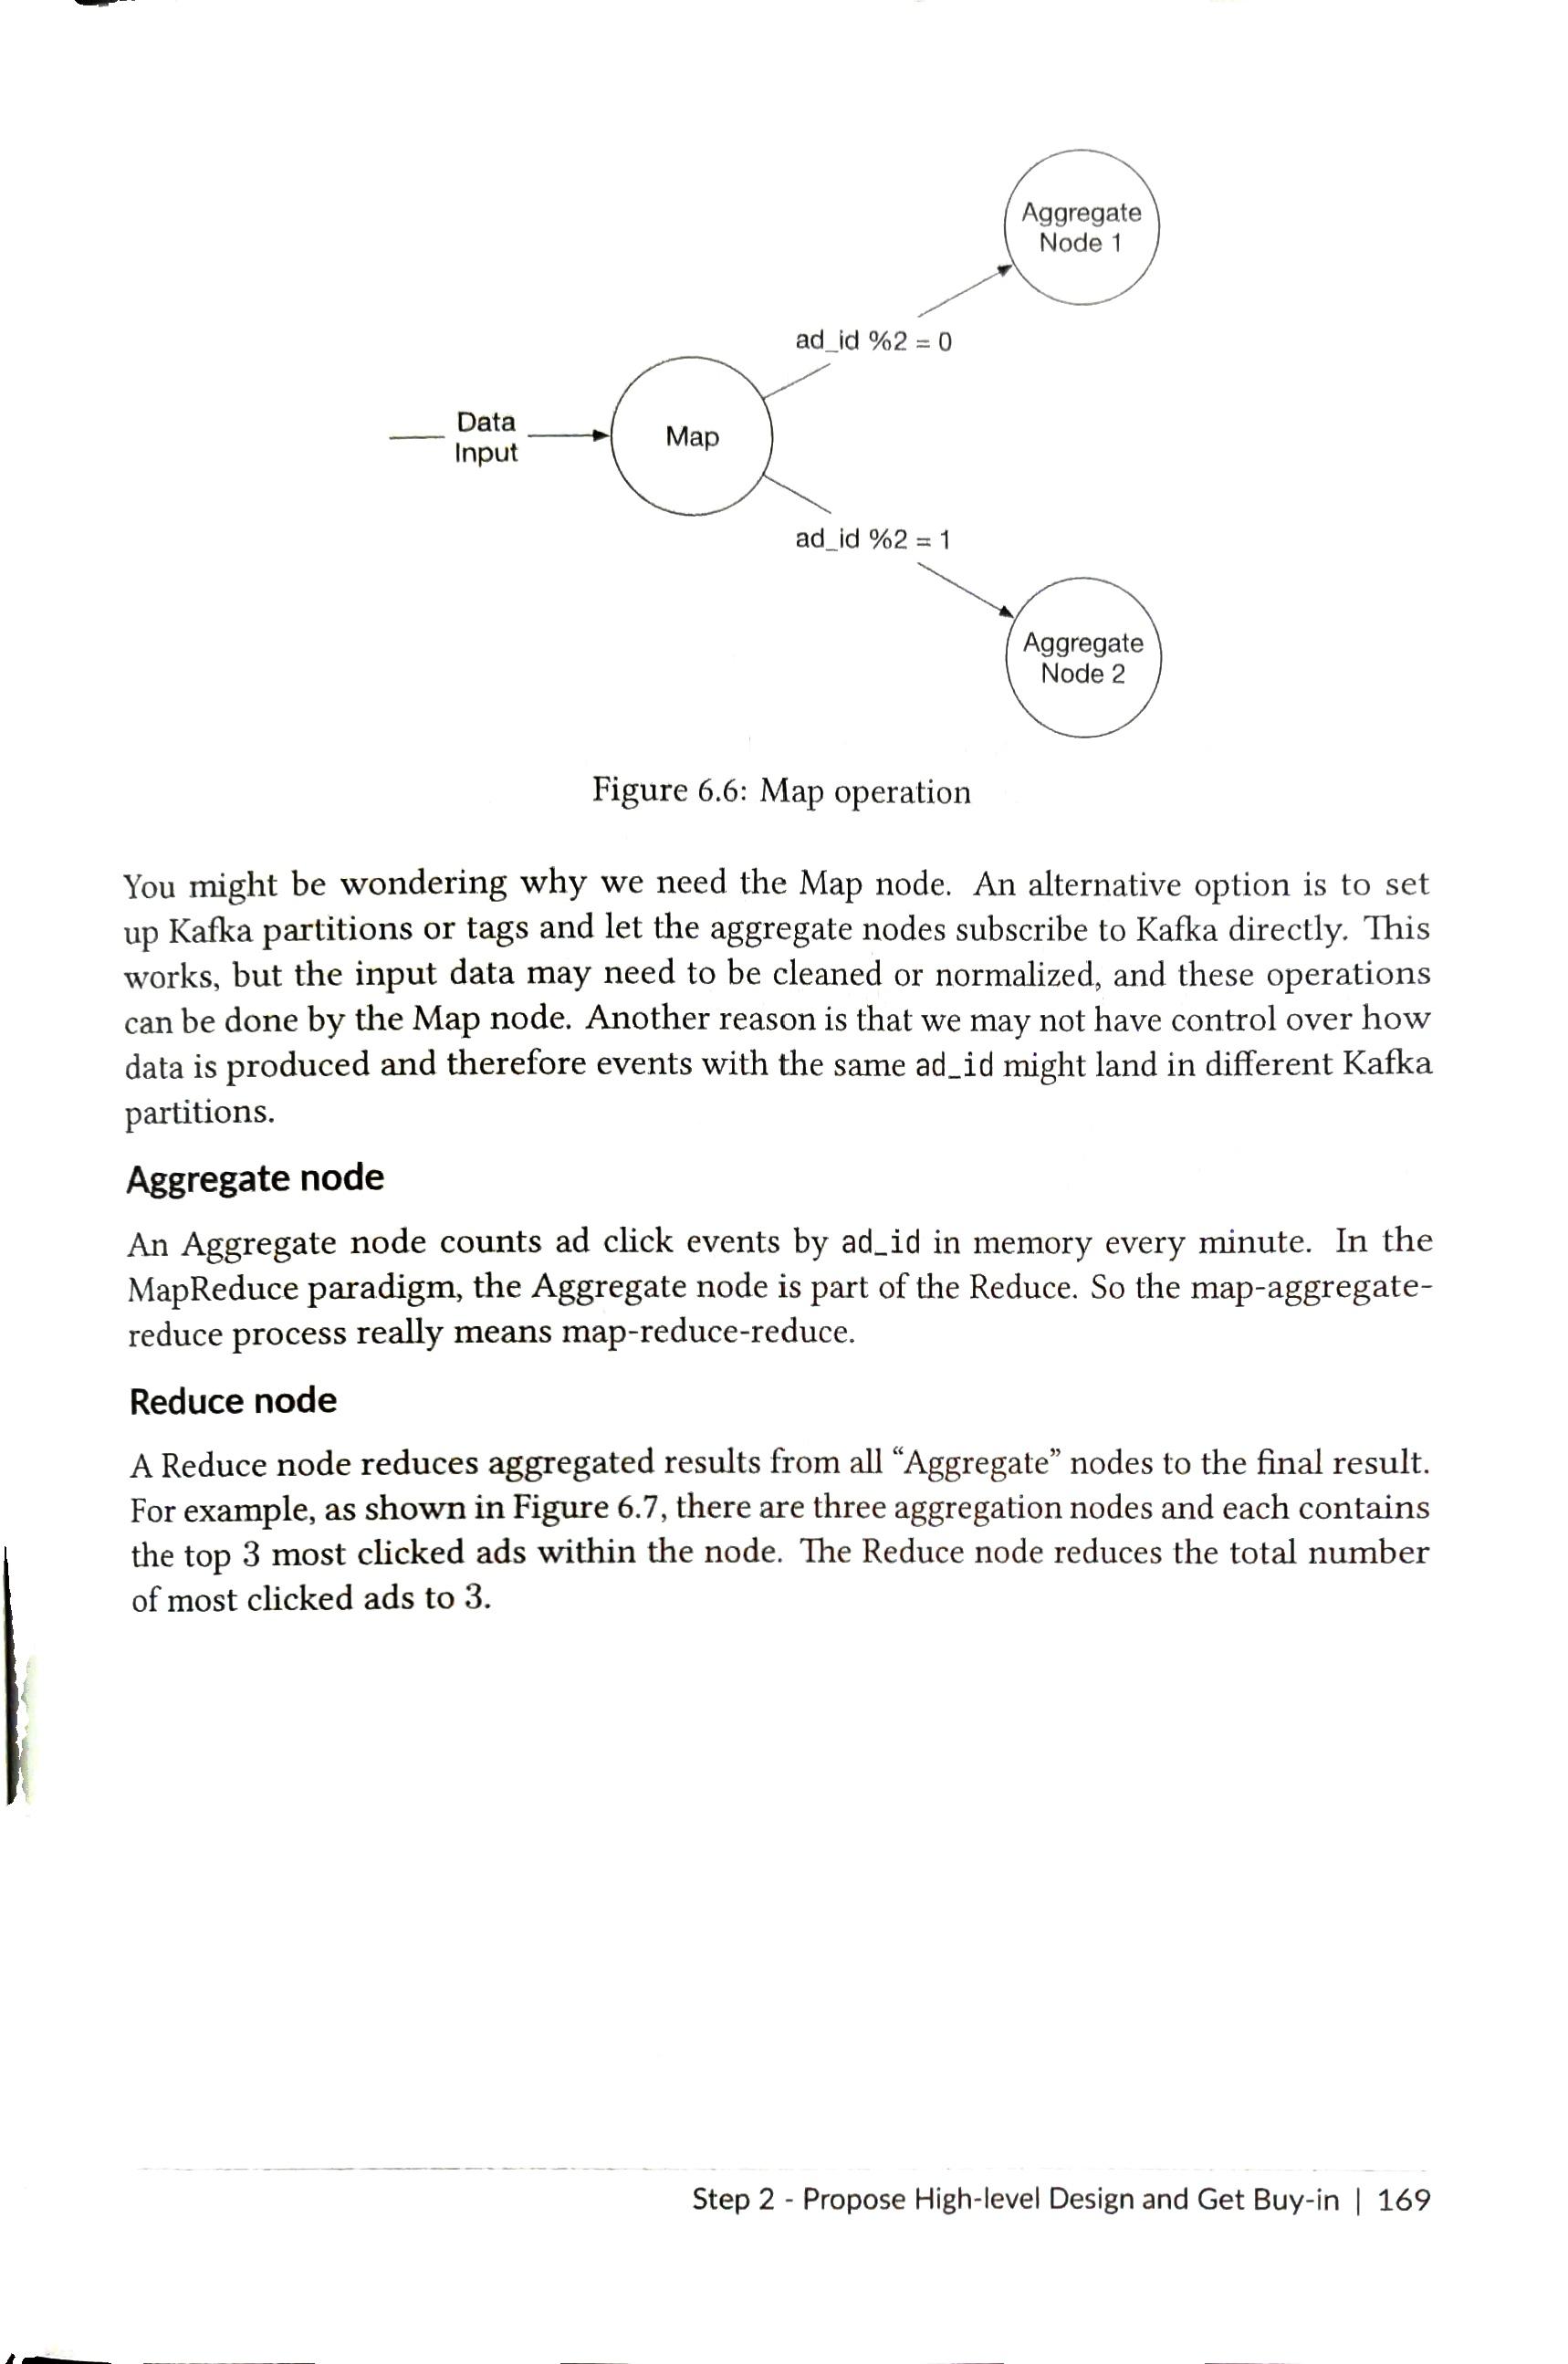 Aggregate
Node 1
ad_id %2 = 0
Data
Input
Map
ad_id %2 = 1
Aggregate
Node 2
Figure 6.6: Map operation
You might be wondering why we need the Map node. An alternative option is to set
up Kafka partitions or tags and let the aggregate nodes subscribe to Kafka directly. This
works, but the input data may need to be cleaned or normalized, and these operations
can be done by the Map node. Another reason is that we may not have control over how
data is produced and therefore events with the same ad_id might land in different Kafka
partitions.
Aggregate node
An Aggregate node counts ad click events by ad_id in memory every minute. In the
MapReduce paradigm, the Aggregate node is part of the Reduce. So the map-aggregate-
reduce process really means map-reduce-reduce.
Reduce node
A Reduce node reduces aggregated results from all “Aggregate” nodes to the final result.
For example, as shown in Figure 6.7, there are three aggregation nodes and each contains
the top 3 most clicked ads within the node. The Reduce node reduces the total number
of most clicked ads to 3.
Step 2 - Propose High-level Design and Get Buy-in | 169